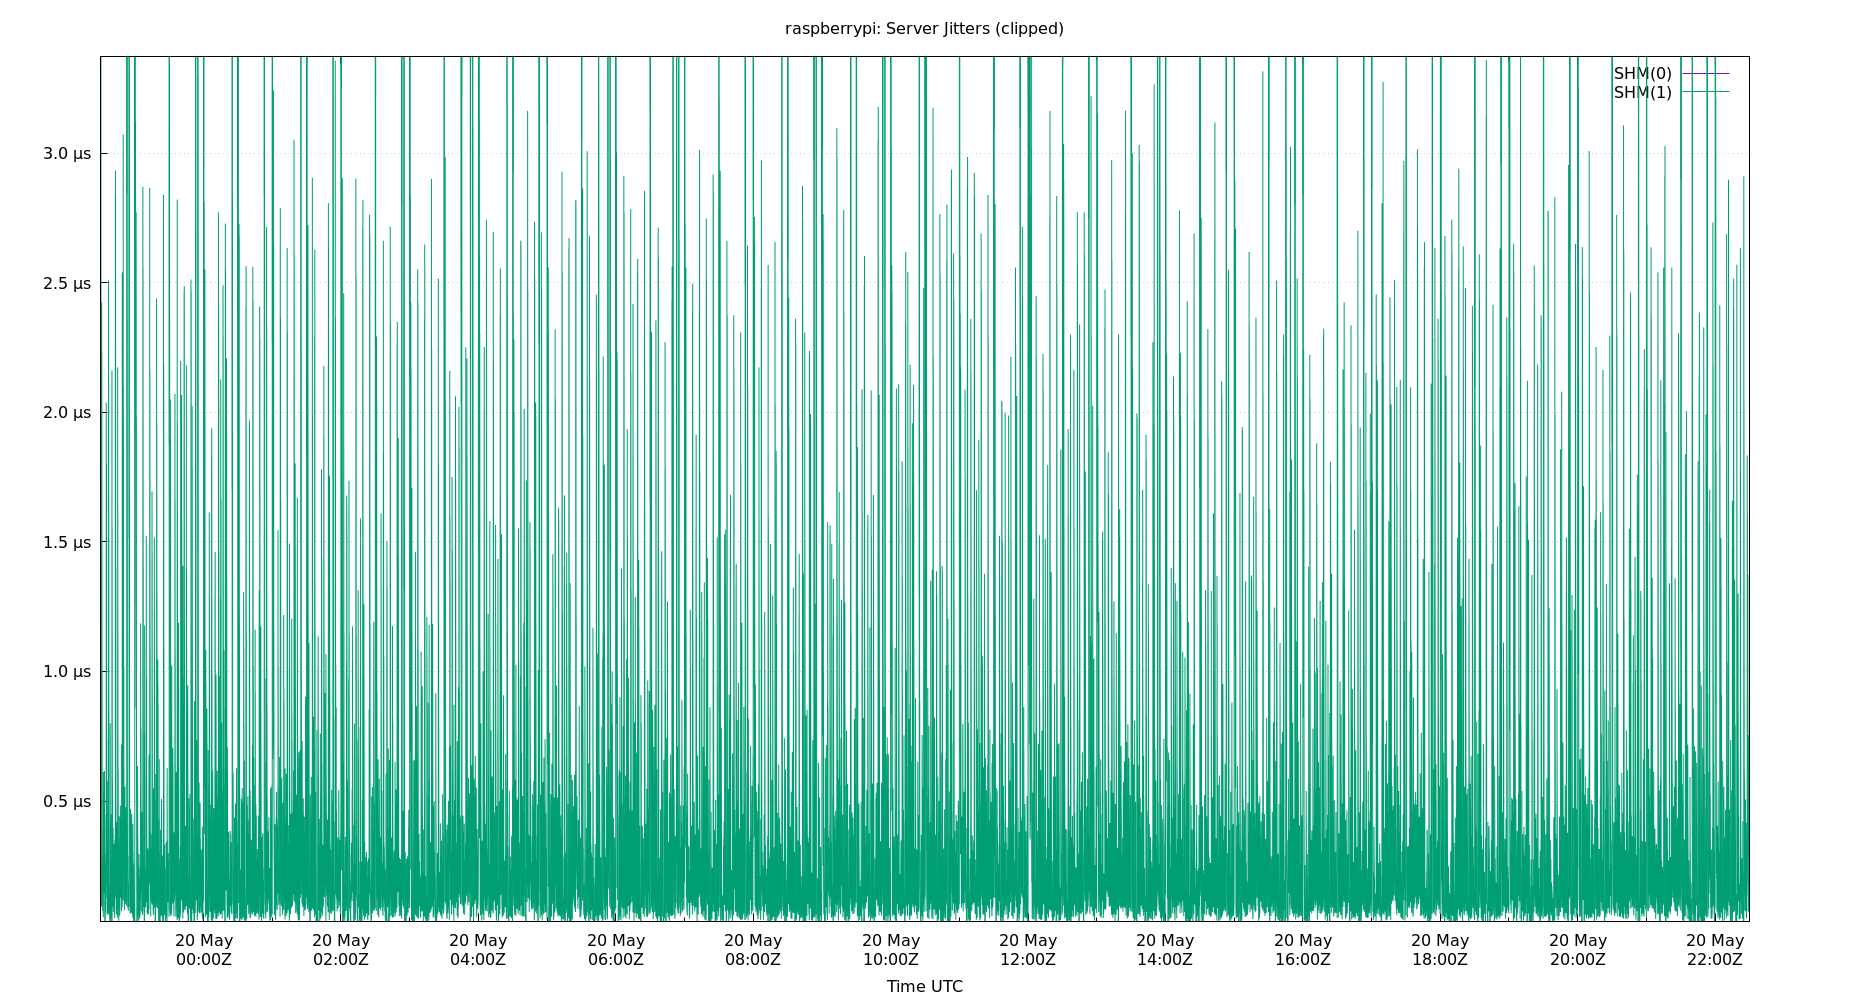 raspberrypi: Server Jitters (clipped)
SHM(0)
SHM(1)
3.0 µs
2.5 µs
2.0 µs
1.5 µs
1.0 µs
0.5 µs
20 May 20 May 20 May 20 May 20 May 20 May 20 May 20 May 20 May 20 May 20 May 20 May
00:00Z 02:00Z 04:00Z 06:00Z 08:00Z 10:00Z 12:00Z 14:00Z 16:00Z 18:00Z 20:00Z 22:00Z
Time UTC